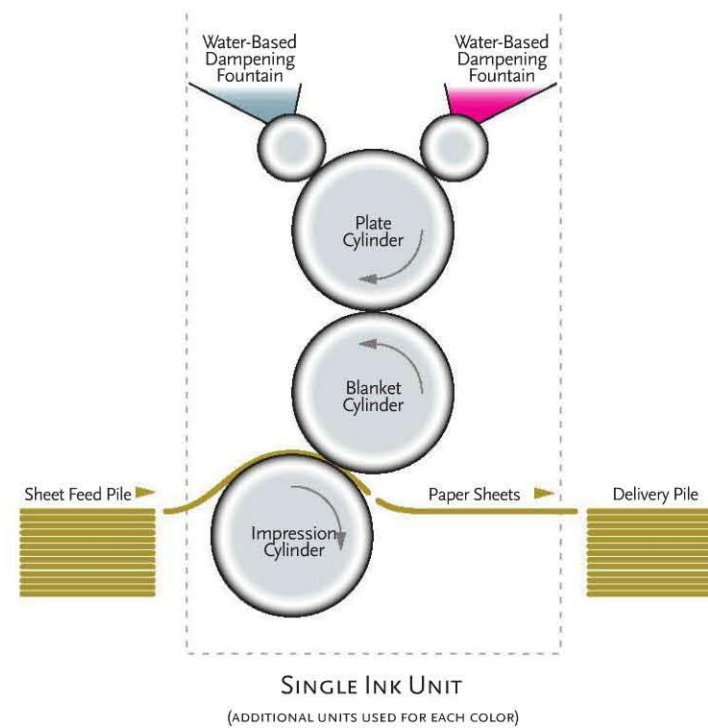 Water-Based
Dampening
Fountain
Water-Based
Dampening
Fountain
Plate
Cylinder
Blanket
Cylinder
Sheet Feed Pile
Paper Sheets
Delivery Pile
Impression
Cylinder
SINGLE INK UNIT
(ADDITIONAL UNITS USED FOR EACH COLOR)